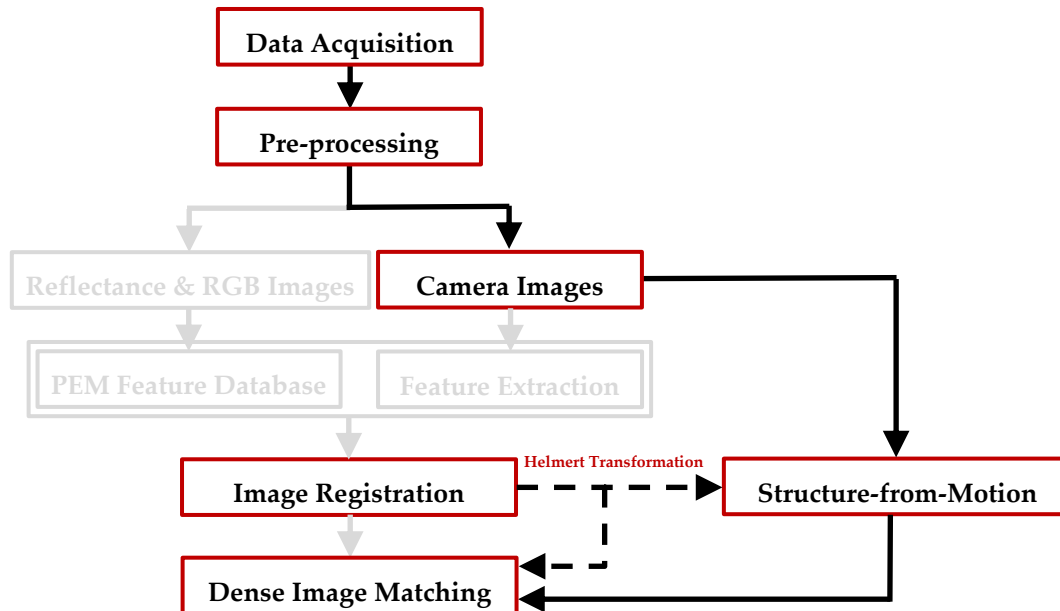 Data Acquisition
Pre-processing
Reflectance & RGB Images
Camera Images
PEM Feature Database
Feature Extraction
Helmert Transformation
Image Registration
Structure-from-Motion
Dense Image Matching